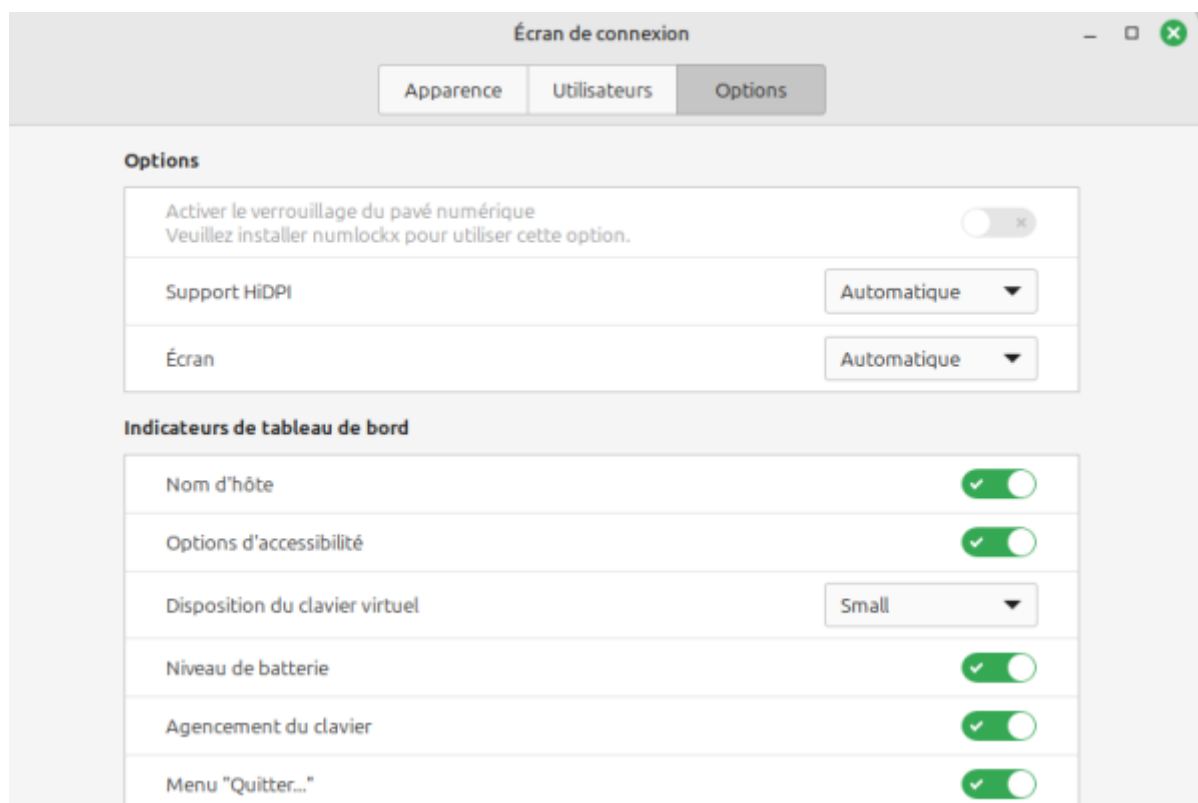 Écran de connexion
Apparence
Utilisateurs
Options
Options
Activer le verrouillage du pavé numérique
Veuillez installer numlockx pour utiliser cette option.
Support HiDPI
Automatique
Écran
Automatique
Indicateurs de tableau de bord
Nom d'hôte
Options d'accessibilité
Disposition du clavier virtuel
Small
Niveau de batterie
Agencement du clavier
Menu "Quitter..."